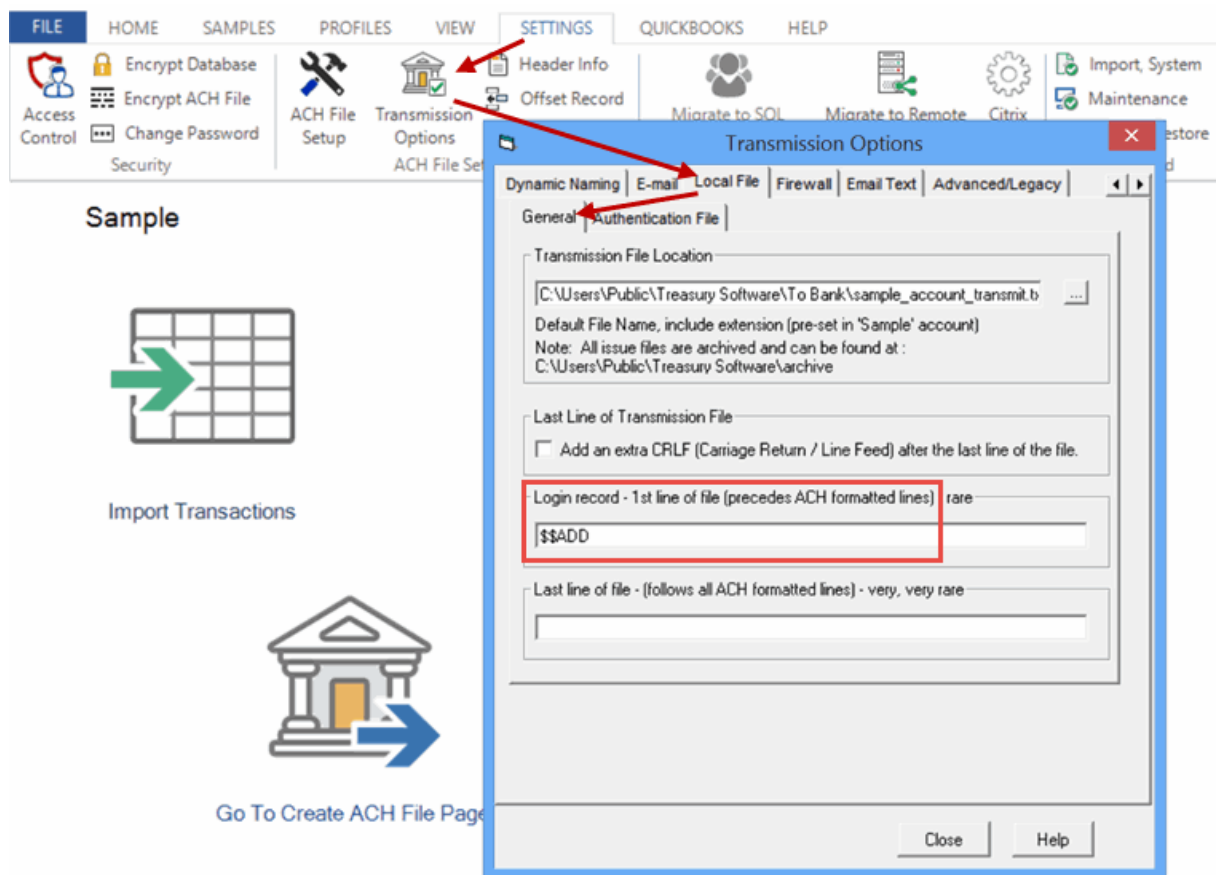 FILE HOME SAMPLES PROFILES VIEW SETTINGS QUICKBOOKS HELP
Access Control
Encrypt Database
Encrypt ACH File
Change Password
Security
ACH File Setup
Transmission Options
Header Info
Offset Record
ACH File Set
Migrate to SQL
Migrate to Remote
Citrix
Import, System
Maintenance
estore
d
Sample
Import Transactions
Go To Create ACH File Page
Transmission Options
Dynamic Naming E-mail Local File Firewall Email Text Advanced/Legacy
General Authentication File
Transmission File Location
C:\Users\Public\Treasury Software\To Bank\sample_account_transmit.t
...
Default File Name, include extension (pre-set in 'Sample' account)
Note: All issue files are archived and can be found at :
C:\Users\Public\Treasury Software\archive
Last Line of Transmission File
Add an extra CRLF (Carriage Return / Line Feed) after the last line of the file.
Login record - 1st line of file (precedes ACH formatted lines) rare
$$ADD
Last line of file - (follows all ACH formatted lines) - very, very rare
Close Help